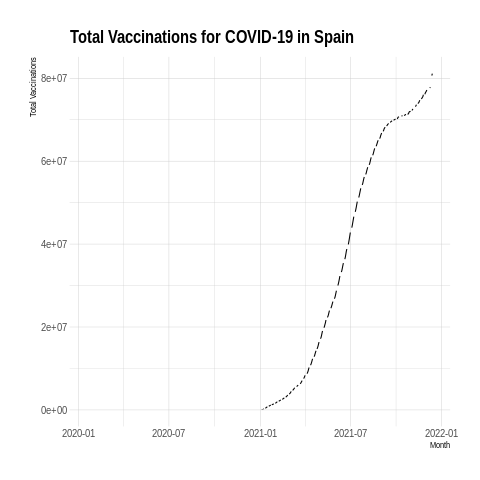 Total Vaccinations for COVID-19 in Spain
Total Vaccinations
8e+07
6e+07
4e+07
2e+07
0e+00
2020-01 2020-07 2021-01 2021-07 2022-01
Month